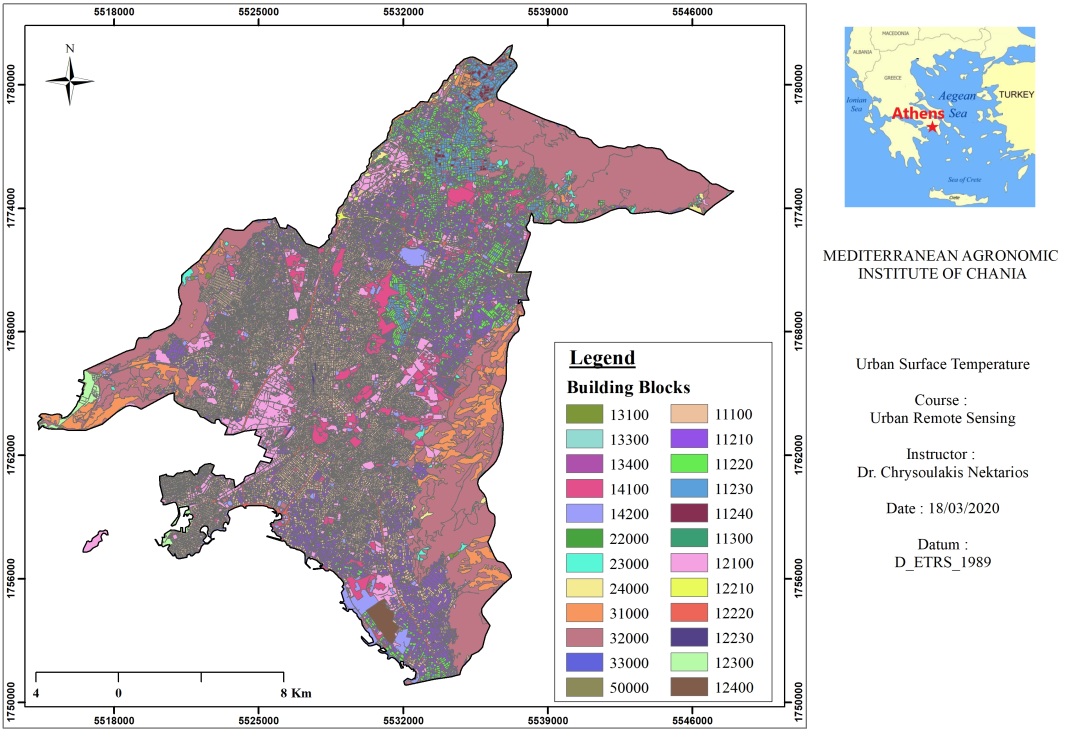 5518000 5525000 5532000 5539000 5546000
N
1780000 1780000
1774000 1774000
1768000 1768000
1762000 1762000
1756000 1756000
1750000 1750000
Legend
Building Blocks
13100 11100
13300 11210
13400 11220
14100 11230
14200 11240
22000 11300
23000 12100
24000 12210
31000 12220
32000 12230
33000 12300
50000 12400
4 0 8 Km
5518000 5525000 5532000 5539000 5546000
MACEDONIA
ALBANIA
GREECE
TURKEY
Ionian
Sea
Aegean
Sea
Athens
Sea of Crete
Crete
MEDITERRANEAN AGRONOMIC
INSTITUTE OF CHANIA
Urban Surface Temperature
Course :
Urban Remote Sensing
Instructor :
Dr. Chrysoulakis Nektarios
Date : 18/03/2020
Datum :
D_ETRS_1989